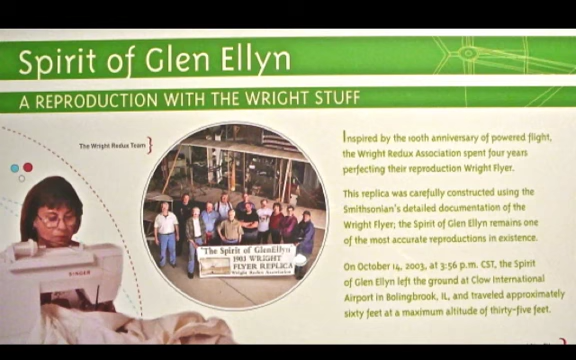 Spirit of Glen Ellyn
A REPRODUCTION WITH THE WRIGHT STUFF
The Wright Redux Team
Inspired by the 100th anniversary of powered flight,
the Wright Redux Association spent four years
perfecting their reproduction Wright Flyer.
This replica was carefully constructed using the
Smithsonian's detailed documentation of the
Wright Flyer; the Spirit of Glen Ellyn remains one
of the most accurate reproductions in existence.
On October 14, 2003, at 3:56 p.m. CST, the Spirit
of Glen Ellyn left the ground at Clow International
Airport in Bolingbrook, IL, and traveled approximately
sixty feet at a maximum altitude of thirty-five feet.
"The Spirit of GlenEllyn"
1903 WRIGHT
FLYER REPLICA
Wright Redux Association
SINGER